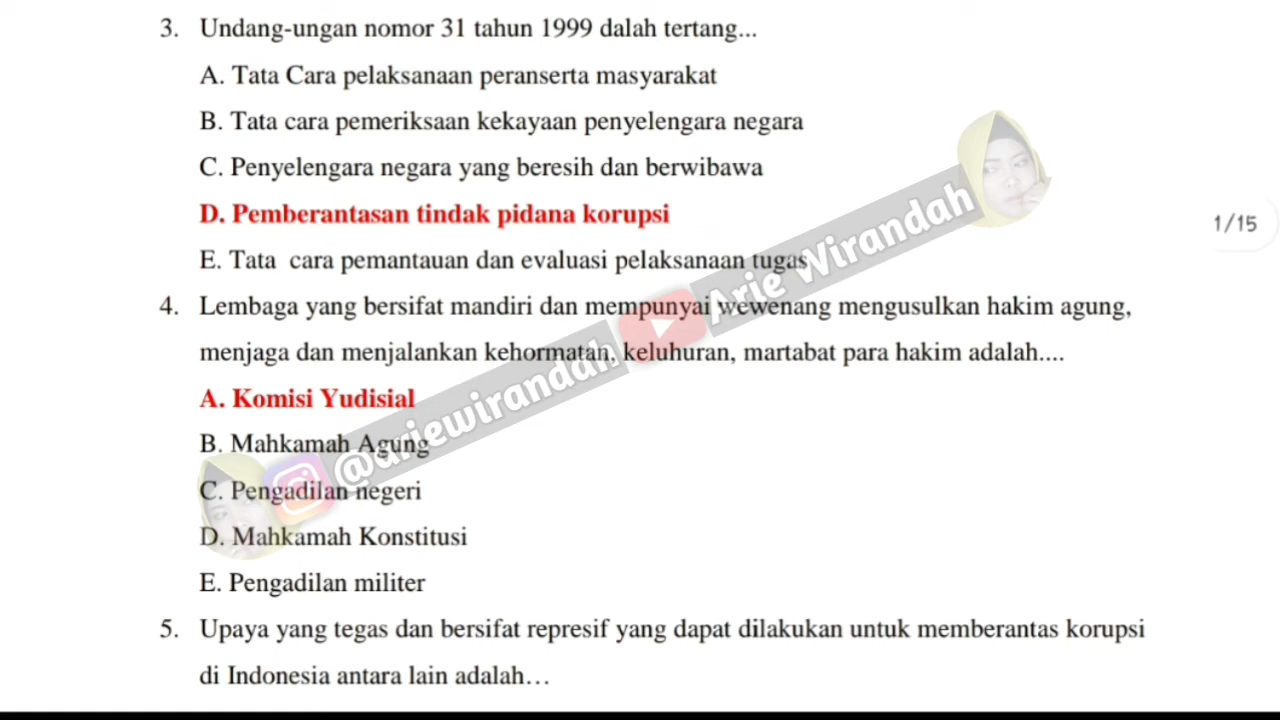 3. Undang-ungan nomor 31 tahun 1999 dalah tertang...
A. Tata Cara pelaksanaan peranserta masyarakat
B. Tata cara pemeriksaan kekayaan penyelengara negara
C. Penyelengara negara yang beresih dan berwibawa
D. Pemberantasan tindak pidana korupsi
1/15
E. Tata cara pemantauan dan evaluasi pelaksanaan tugas
Arie Wirandah
4. Lembaga yang bersifat mandiri dan mempunyai wewenang mengusulkan hakim agung,
menjaga dan menjalankan kehormatan, keluhuran, martabat para hakim adalah....
A. Komisi Yudisial
@ariewirandah
B. Mahkamah Agung
C. Pengadilan negeri
D. Mahkamah Konstitusi
E. Pengadilan militer
5. Upaya yang tegas dan bersifat represif yang dapat dilakukan untuk memberantas korupsi
di Indonesia antara lain adalah…